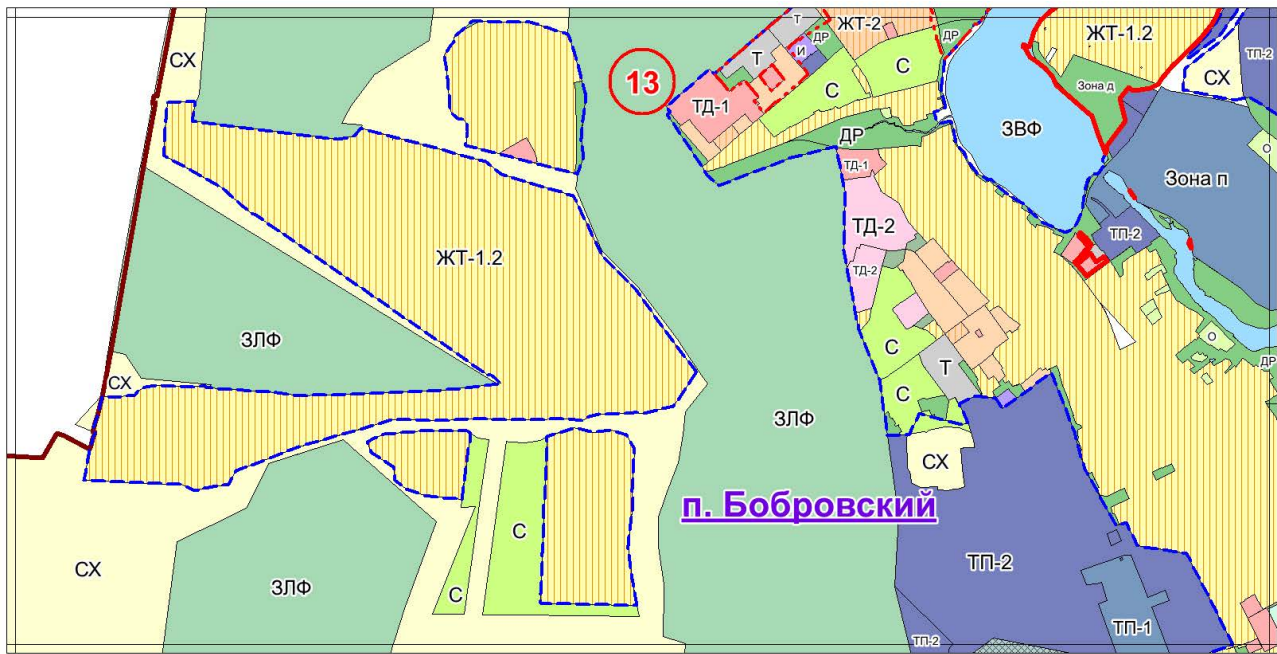 СХ
13
Т
Т
И
ДР
ЖТ-2
ДР
ЖТ-1.2
ТП-2
СХ
С
С
ТД-1
Зона д
ЗВФ
ДР
О
ТД-1
Зона п
ТД-2
ТП-2
ЖТ-1.2
ТД-2
ЗЛФ
О
С
ДР
СХ
Т
С
ЗЛФ
СХ
п. Бобровский
С
СХ
ЗЛФ
С
ТП-2
ТП-1
ТП-2